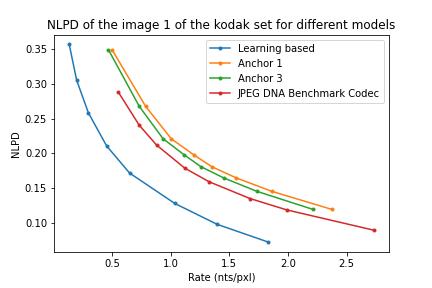 NLPD of the image 1 of the kodak set for different models
Learning based
Anchor 1
Anchor 3
JPEG DNA Benchmark Codec
NLPD
0.35
0.30
0.25
0.20
0.15
0.10
0.5 1.0 1.5 2.0 2.5
Rate (nts/pxl)